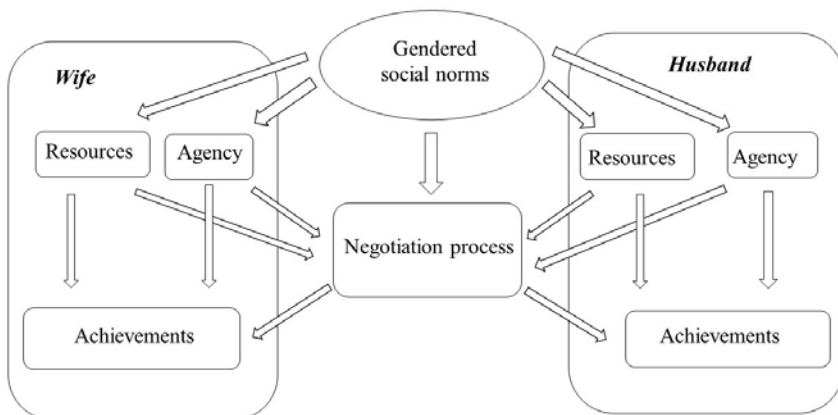 Gendered
social norms
Wife
Husband
Resources
Agency
Resources
Agency
Negotiation process
Achievements
Achievements